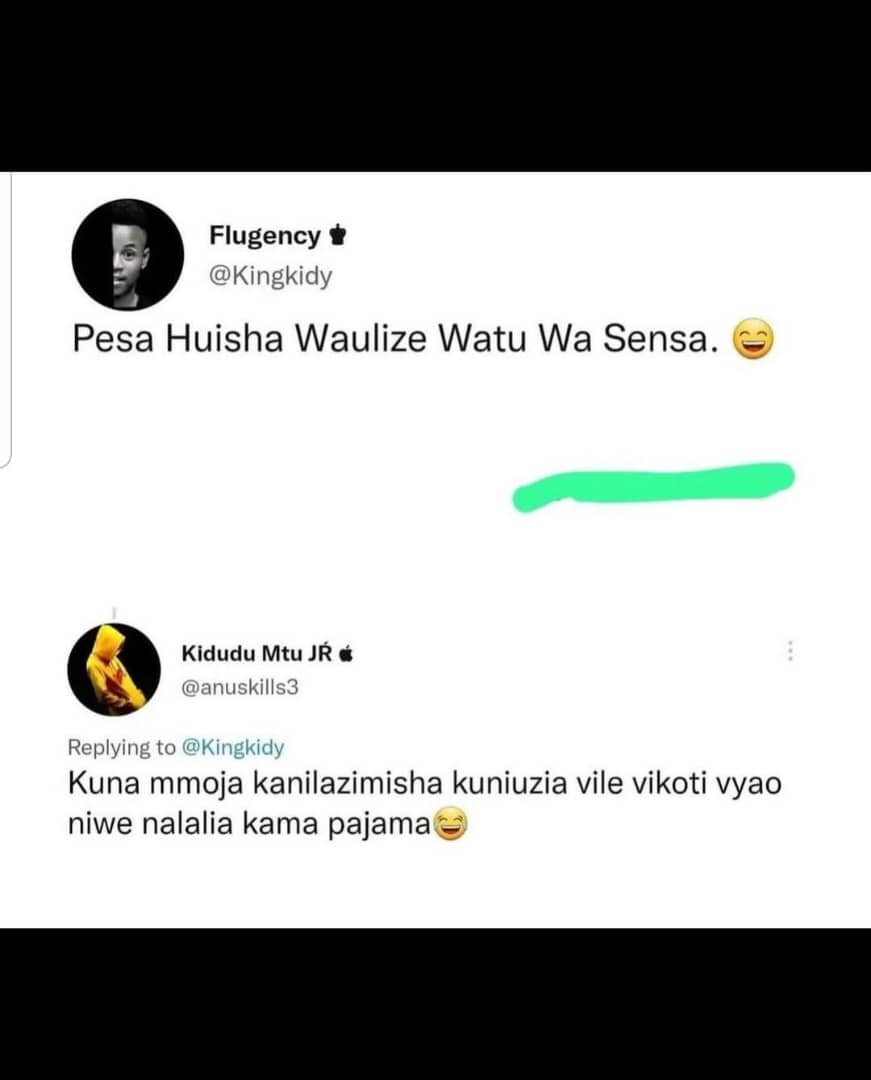 Flugency
@Kingkidy
Pesa Huisha Waulize Watu Wa Sensa. 😄
Kidudu Mtu JŔ
@anuskills3
Replying to @Kingkidy
Kuna mmoja kanilazimisha kuniuzia vile vikoti vyao
niwe nalalia kama pajama😂